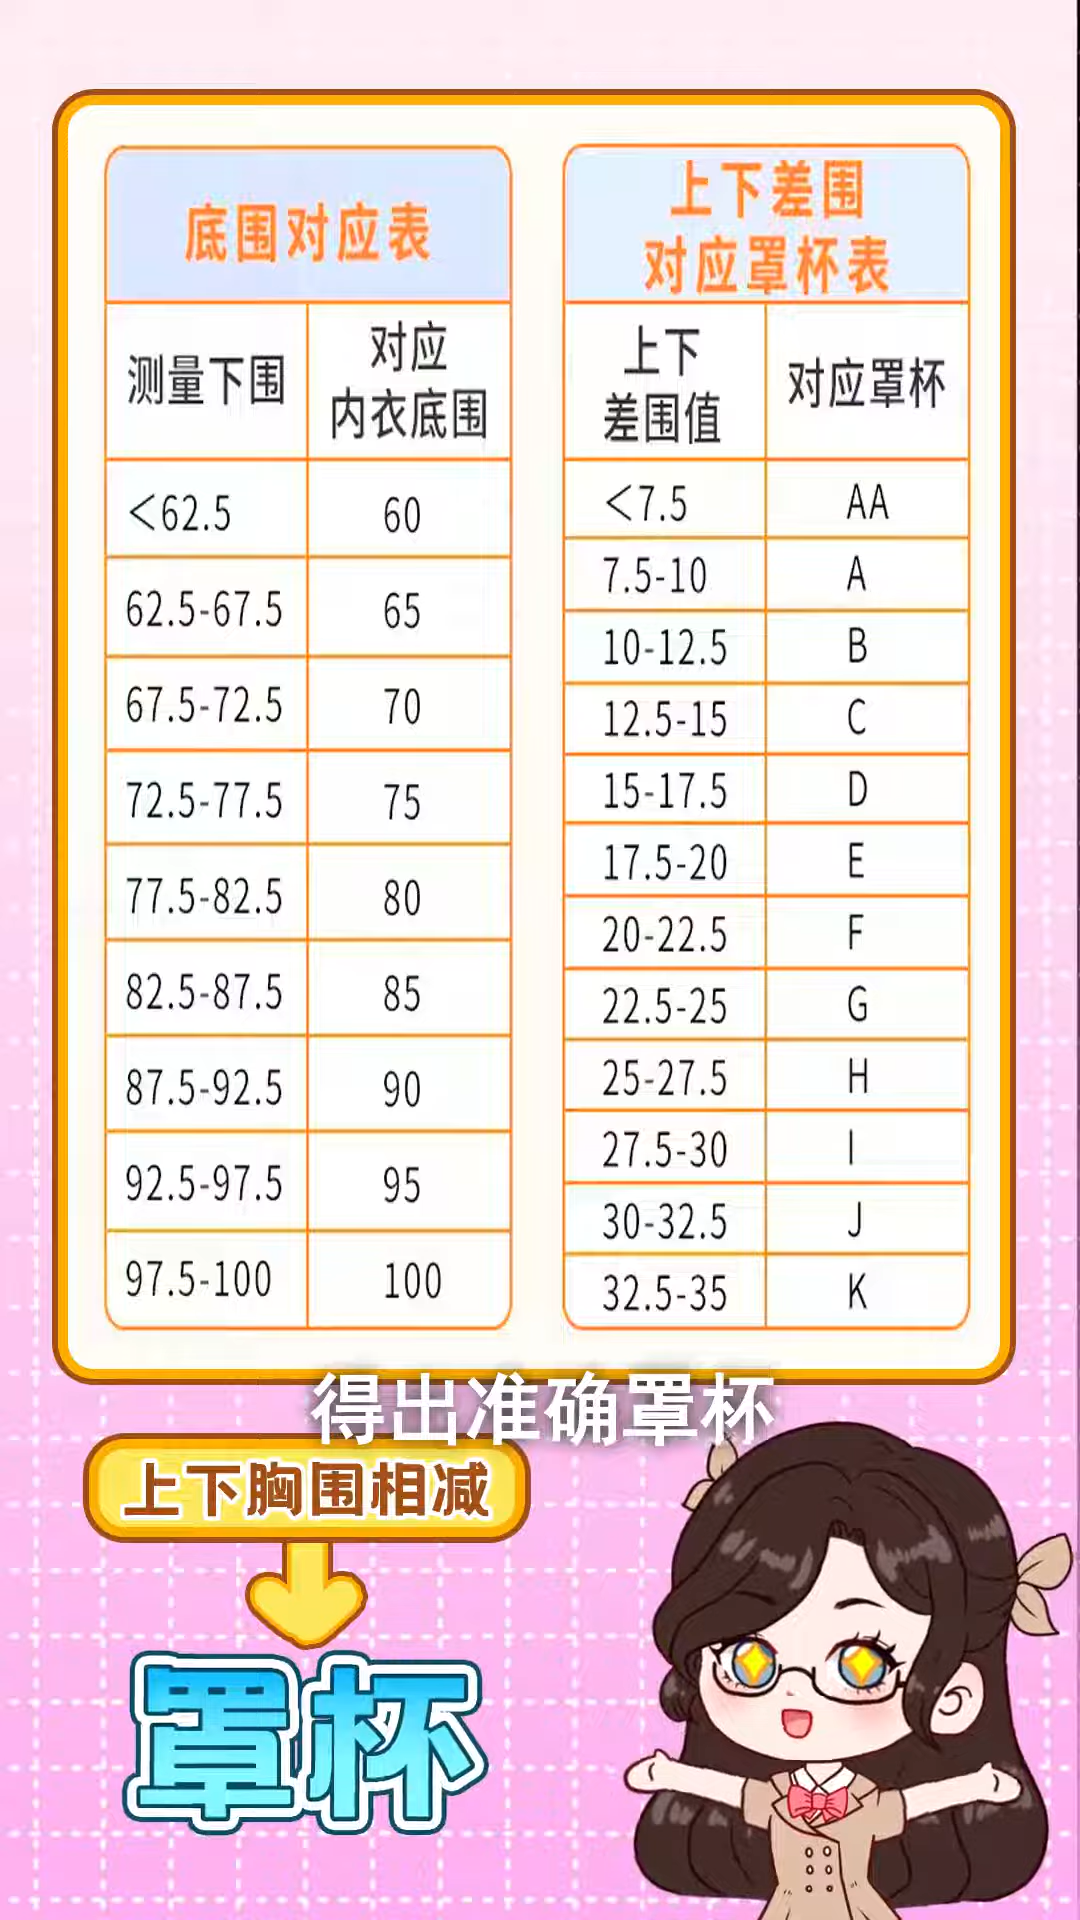 底围对应表
测量下围 对应内衣底围
<62.5 60
62.5-67.5 65
67.5-72.5 70
72.5-77.5 75
77.5-82.5 80
82.5-87.5 85
87.5-92.5 90
92.5-97.5 95
97.5-100 100
上下差围
对应罩杯表
上下差围值 对应罩杯
<7.5 AA
7.5-10 A
10-12.5 B
12.5-15 C
15-17.5 D
17.5-20 E
20-22.5 F
22.5-25 G
25-27.5 H
27.5-30 I
30-32.5 J
32.5-35 K
得出准确罩杯
上下胸围相减
罩杯